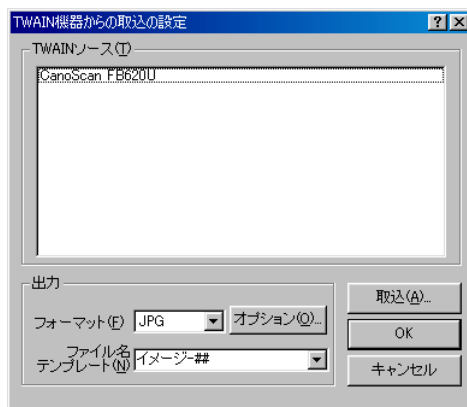 TWAIN機器からの取込の設定
TWAINソース(T)
CanoScan FB620U
出力
フォーマット(F) JPG オプション(O)...
ファイル名
テンプレート(N) イメージ-##
取込(A)...
OK
キャンセル